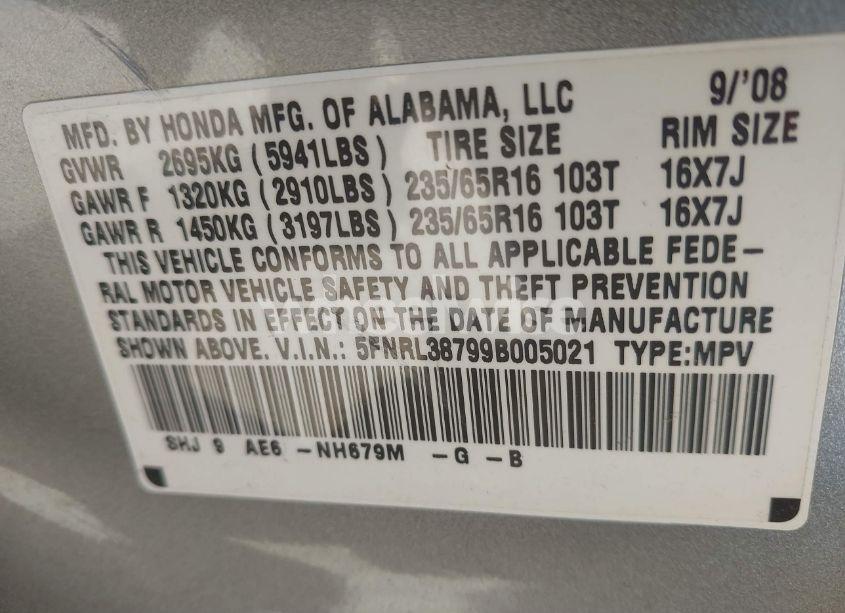 MFD. BY HONDA MFG. OF ALABAMA, LLC 9/'08
GVWR 2695KG (5941LBS) TIRE SIZE RIM SIZE
GAWR F 1320KG (2910LBS) 235/65R16 103T 16X7J
GAWR R 1450KG (3197LBS) 235/65R16 103T 16X7J
THIS VEHICLE CONFORMS TO ALL APPLICABLE FEDE-
RAL MOTOR VEHICLE SAFETY AND THEFT PREVENTION
STANDARDS IN EFFECT ON THE DATE OF MANUFACTURE
SHOWN ABOVE. V.I.N.: 5FNRL38799B005021 TYPE:MPV
SHJ 9 AE6 -NH679M -G -B